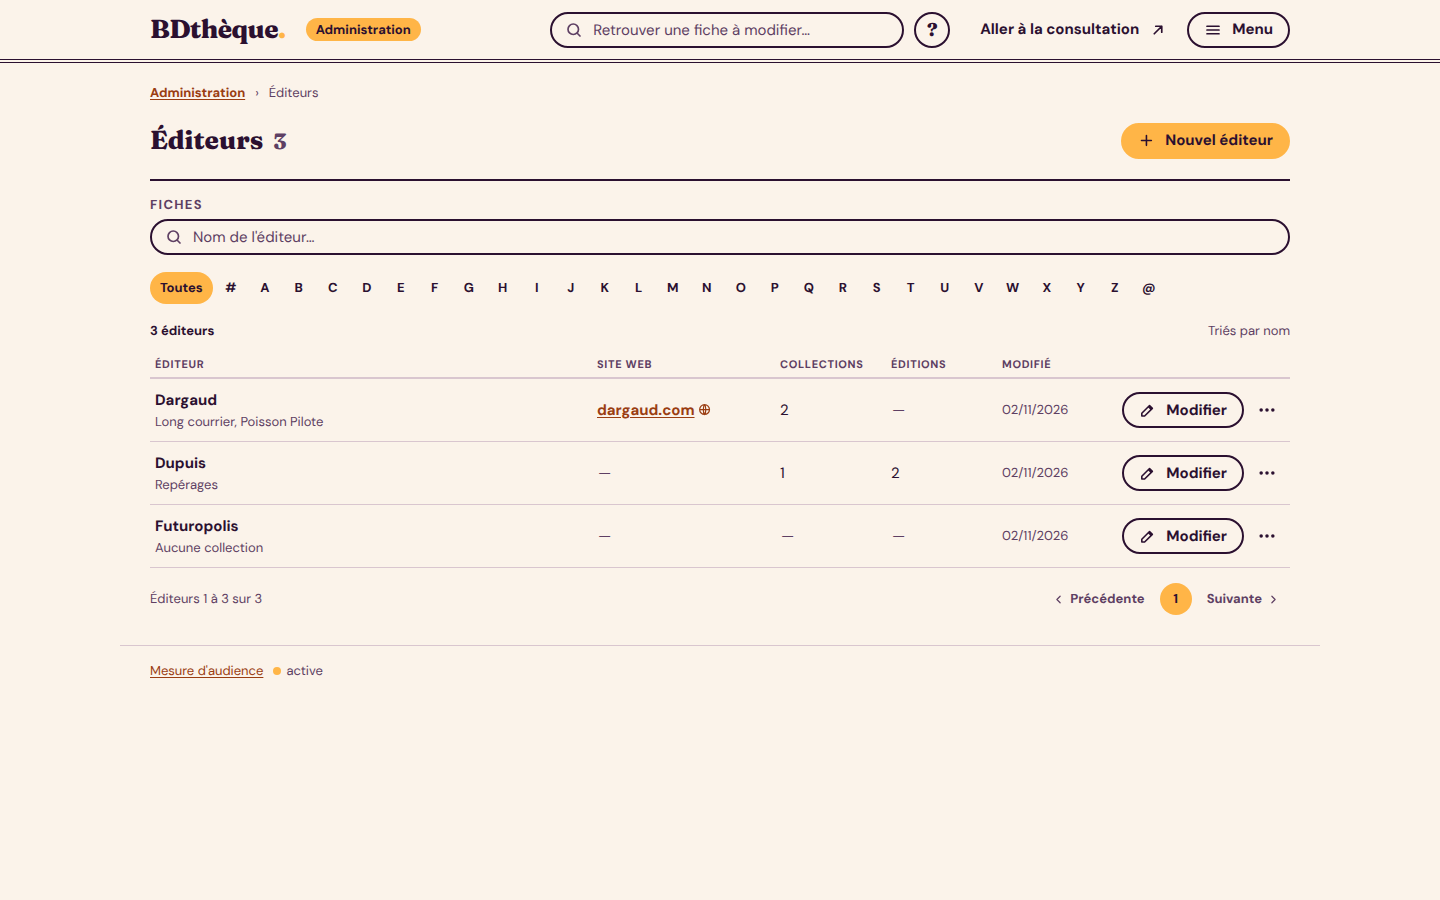 BDthèque. Administration Retrouver une fiche à modifier... ? Aller à la consultation Menu
Administration › Éditeurs
Éditeurs 3 Nouvel éditeur
FICHES
Nom de l'éditeur...
Toutes # A B C D E F G H I J K L M N O P Q R S T U V W X Y Z @
3 éditeurs Triés par nom
ÉDITEUR SITE WEB COLLECTIONS ÉDITIONS MODIFIÉ
Dargaud dargaud.com 2 — 02/11/2026 Modifier
Long courrier, Poisson Pilote
Dupuis — 1 2 02/11/2026 Modifier
Repérages
Futuropolis — — — 02/11/2026 Modifier
Aucune collection
Éditeurs 1 à 3 sur 3 Précédente 1 Suivante
Mesure d'audience active